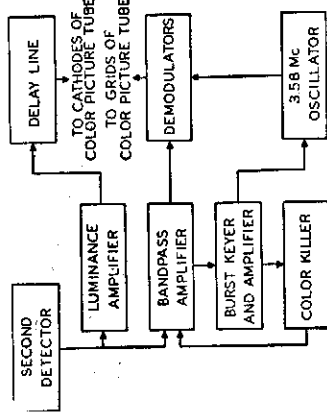 SECOND
DETECTOR
LUMINANCE
AMPLIFIER
DELAY LINE
TO CATHODES OF
COLOR PICTURE TUBE
TO GRIDS OF
COLOR PICTURE TUBE
BANDPASS
AMPLIFIER
DEMODULATORS
BURST KEYER
AND AMPLIFIER
COLOR KILLER
3.58 Mc
OSCILLATOR